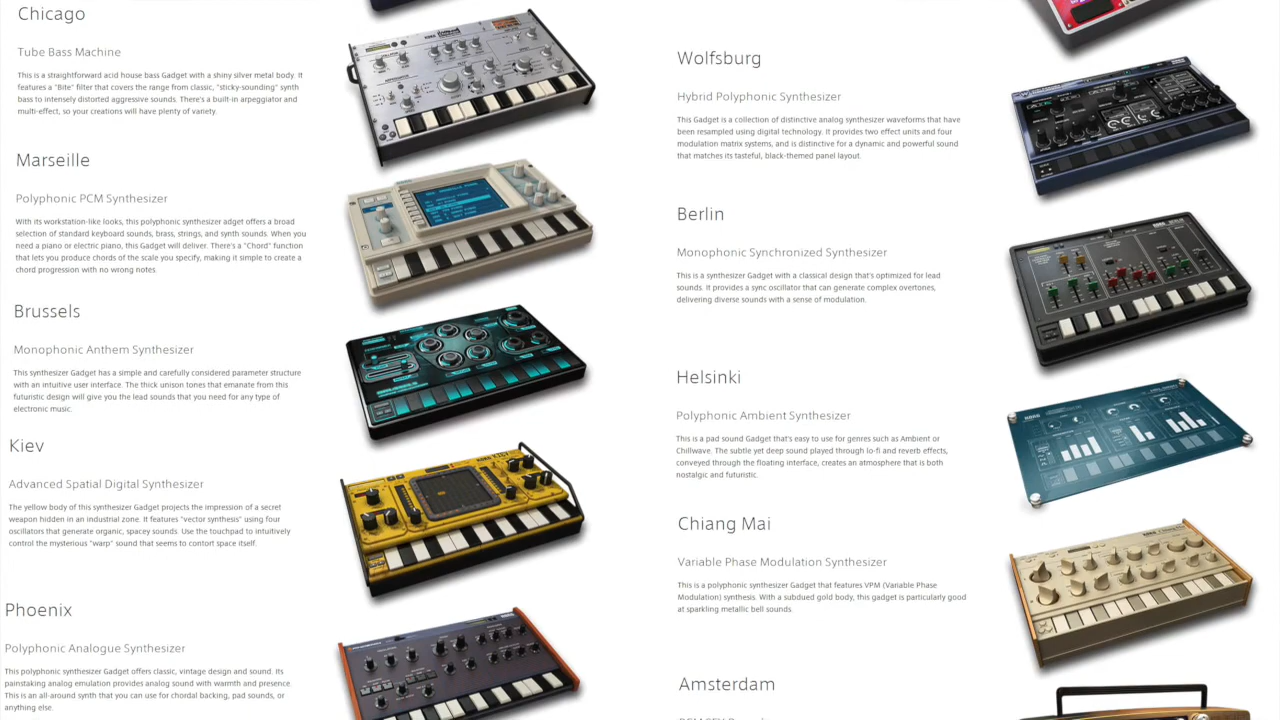 Chicago
Tube Bass Machine
This is a straightforward acid house bass Gadget with a shiny silver metal body. It
features a "Bite" filter that covers the range from classic, "sticky-sounding" synth
bass to intensely distorted aggressive sounds. There's a built-in arpeggiator and
multi-effect, so your creations will have plenty of variety.
Marseille
Polyphonic PCM Synthesizer
With its workstation-like looks, this polyphonic synthesizer adget offers a broad
selection of standard keyboard sounds, brass, strings, and synth sounds. When you
need a piano or electric piano, this Gadget will deliver. There's a "Chord" function
that lets you produce chords of the scale you specify, making it simple to create a
chord progression with no wrong notes.
Brussels
Monophonic Anthem Synthesizer
This synthesizer Gadget has a simple and carefully considered parameter structure
with an intuitive user interface. The thick unison tones that emanate from this
futuristic design will give you the lead sounds that you need for any type of
electronic music.
Kiev
Advanced Spatial Digital Synthesizer
The yellow body of this synthesizer Gadget projects the impression of a secret
weapon hidden in an industrial zone. It features "vector synthesis" using four
oscillators that generate organic, spacey sounds. Use the touchpad to intuitively
control the mysterious "warp" sound that seems to contort space itself.
Phoenix
Polyphonic Analogue Synthesizer
This polyphonic synthesizer Gadget offers classic, vintage design and sound. Its
painstaking analog emulation provides analog sound with warmth and presence.
This is an all-around synth that you can use for chordal backing, pad sounds, or
anything else.
Wolfsburg
Hybrid Polyphonic Synthesizer
This Gadget is a collection of distinctive analog synthesizer waveforms that have
been resampled using digital technology. It provides two effect units and four
modulation matrix systems, and is distinctive for a dynamic and powerful sound
that matches its tasteful, black-themed panel layout.
Berlin
Monophonic Synchronized Synthesizer
This is a synthesizer Gadget with a classical design that's optimized for lead
sounds. It provides a sync oscillator that can generate complex overtones,
delivering diverse sounds with a sense of modulation.
Helsinki
Polyphonic Ambient Synthesizer
This is a pad sound Gadget that's easy to use for genres such as Ambient or
Chillwave. The subtle yet deep sound played through lo-fi and reverb effects,
conveyed through the floating interface, creates an atmosphere that is both
nostalgic and futuristic.
Chiang Mai
Variable Phase Modulation Synthesizer
This is a polyphonic synthesizer Gadget that features VPM (Variable Phase
Modulation) synthesis. With a subdued gold body, this gadget is particularly good
at sparkling metallic bell sounds.
Amsterdam